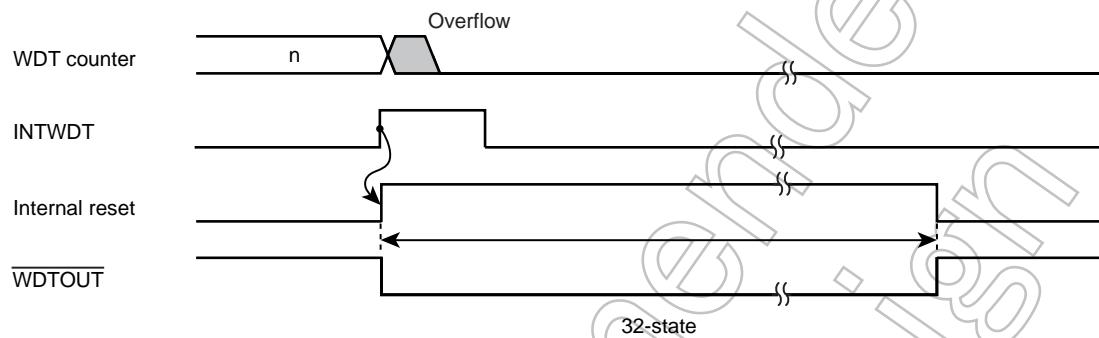 Overflow
WDT counter
n
INTWDT
Internal reset
WDTOUT
32-state